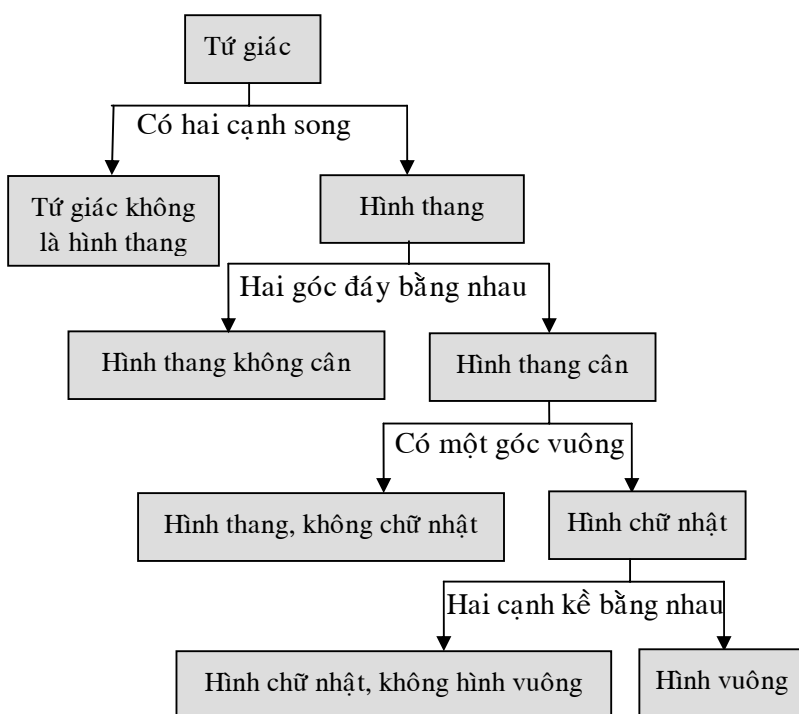 Tứ giác
Có hai cạnh song
Tứ giác không
là hình thang
Hình thang
Hai góc đáy bằng nhau
Hình thang không cân
Hình thang cân
Có một góc vuông
Hình thang, không chữ nhật
Hình chữ nhật
Hai cạnh kề bằng nhau
Hình chữ nhật, không hình vuông
Hình vuông